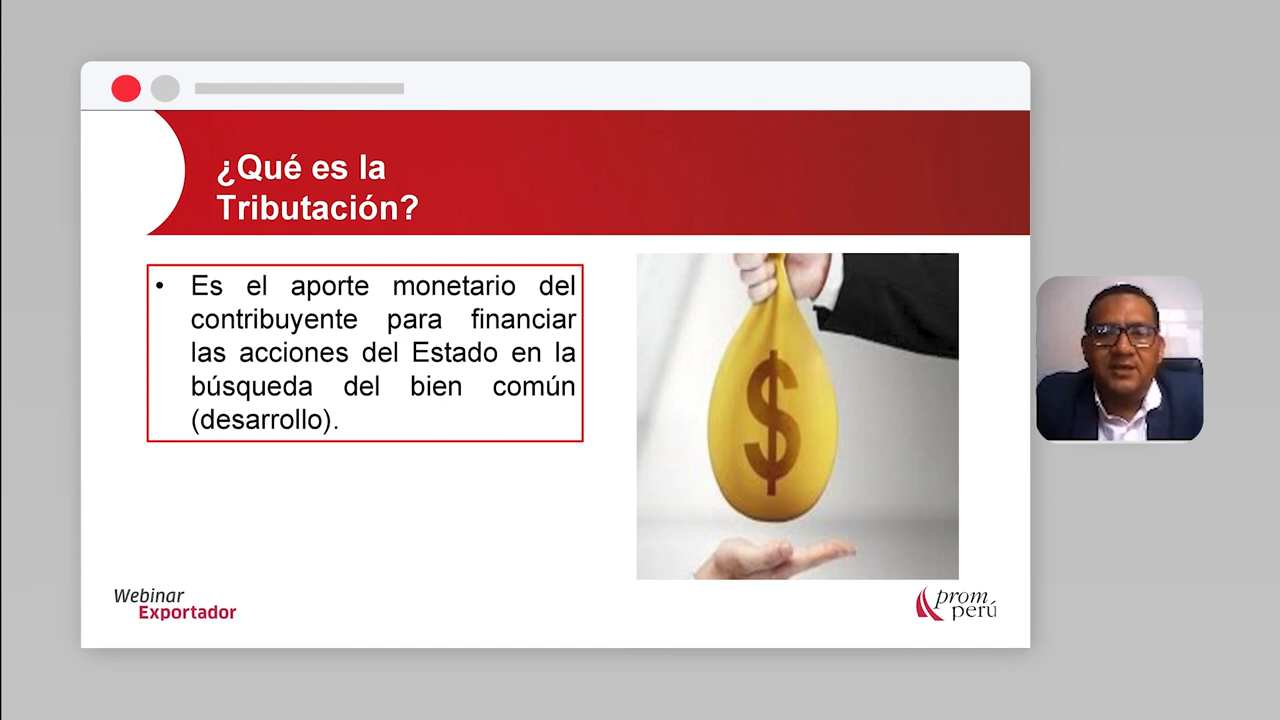 ¿Qué es la
Tributación?
• Es el aporte monetario del
contribuyente para financiar
las acciones del Estado en la
búsqueda del bien común
(desarrollo).
$
Webinar
Exportador
prom
perú